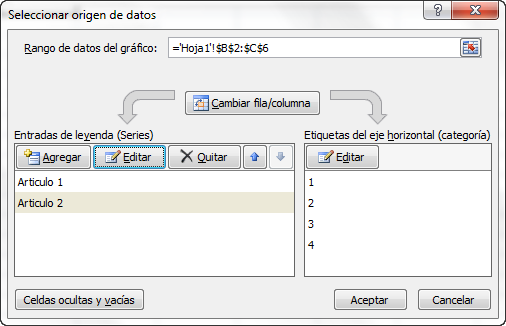 Seleccionar origen de datos
Rango de datos del gráfico:
='Hoja1'!$B$2:$C$6
Cambiar fila/columna
Entradas de leyenda (Series)
Agregar
Editar
Quitar
Articulo 1
Articulo 2
Etiquetas del eje horizontal (categoría)
Editar
1
2
3
4
Celdas ocultas y vacías
Aceptar
Cancelar